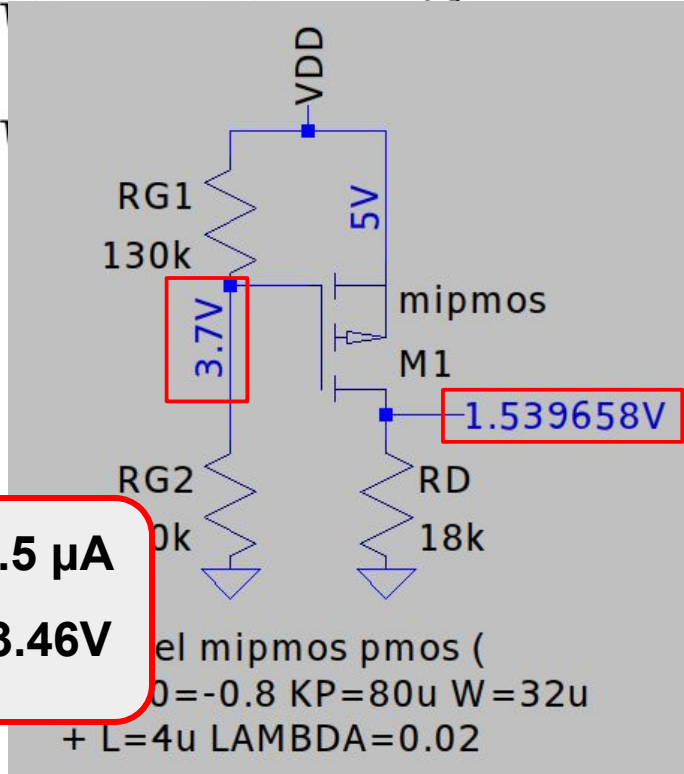 VDD
RG1
130k
5V
mipmos
3.7V
M1
1.539658V
RG2
0k
RD
18k
.5 µA
3.46V
el mipmos pmos (
0=-0.8 KP=80u W=32u
+ L=4u LAMBDA=0.02